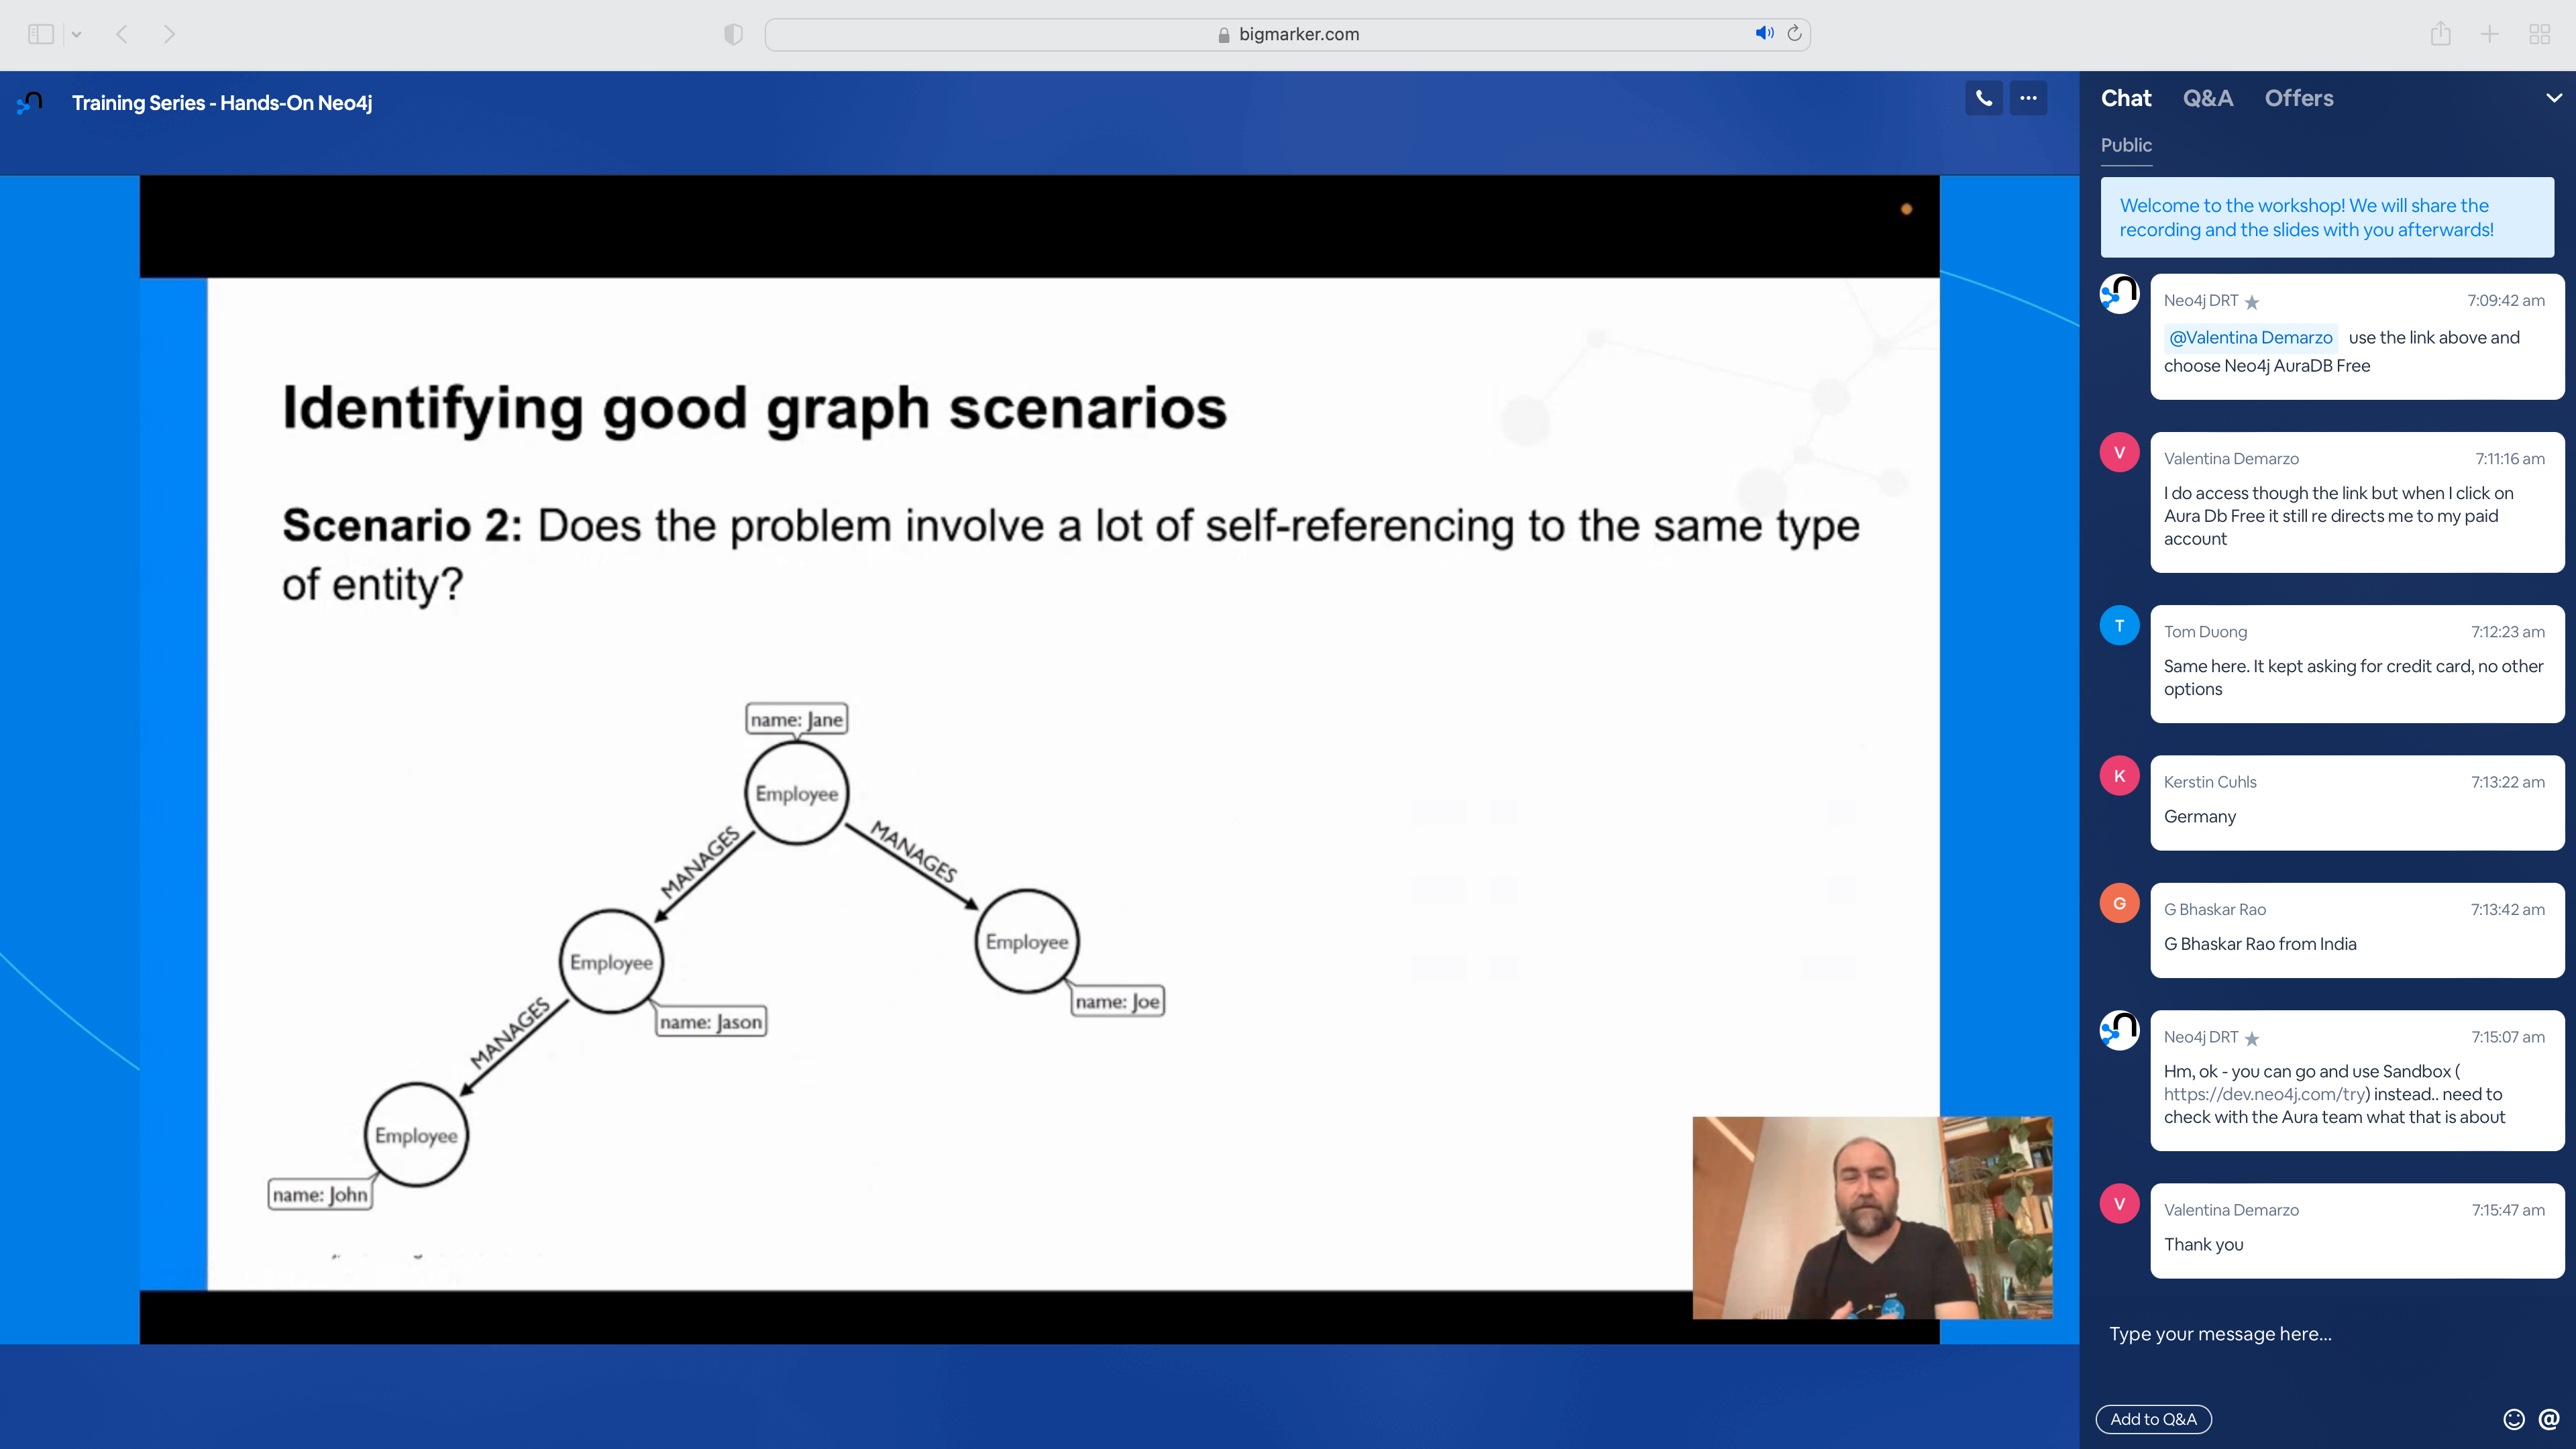 bigmarker.com
Training Series - Hands-On Neo4j
Identifying good graph scenarios
Scenario 2: Does the problem involve a lot of self-referencing to the same type
of entity?
name: Jane
Employee
MANAGES
MANAGES
Employee
name: Jason
Employee
name: Joe
MANAGES
Employee
name: John
Chat
Q&A
Offers
Public
Welcome to the workshop! We will share the
recording and the slides with you afterwards!
Neo4j DRT
7:09:42 am
@Valentina Demarzo use the link above and
choose Neo4j AuraDB Free
V
Valentina Demarzo
7:11:16 am
I do access though the link but when I click on
Aura Db Free it still re directs me to my paid
account
T
Tom Duong
7:12:23 am
Same here. It kept asking for credit card, no other
options
K
Kerstin Cuhls
7:13:22 am
Germany
G
G Bhaskar Rao
7:13:42 am
G Bhaskar Rao from India
Neo4j DRT
7:15:07 am
Hm, ok - you can go and use Sandbox (
https://dev.neo4j.com/try) instead.. need to
check with the Aura team what that is about
V
Valentina Demarzo
7:15:47 am
Thank you
Type your message here...
Add to Q&A
@